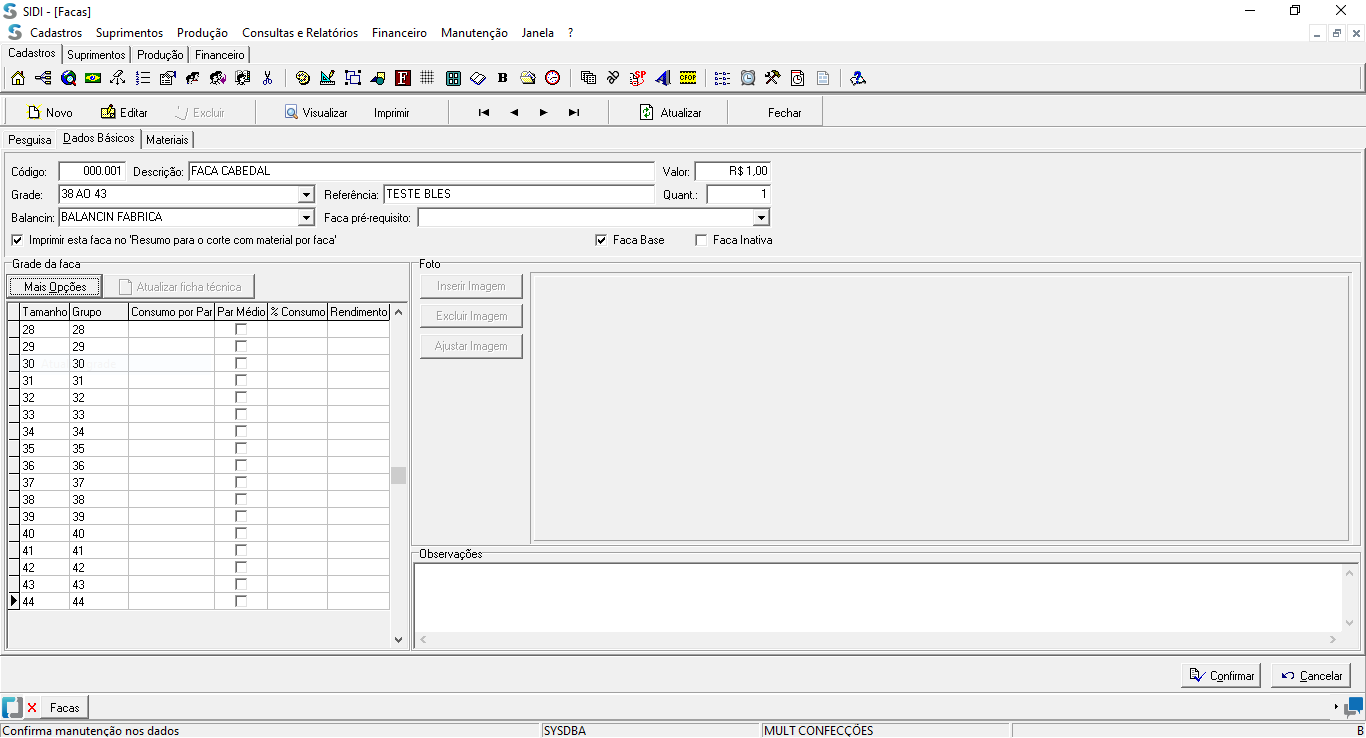 SIDI - [Facas]
Cadastros Suprimentos Produção Consultas e Relatórios Financeiro Manutenção Janela ?
Cadastros Suprimentos Produção Financeiro
F B SP CFOP
Novo Editar Excluir Visualizar Imprimir Atualizar Fechar
Pesquisa Dados Básicos Materiais
Código: 000.001 Descrição: FACA CABEDAL Valor: R$ 1,00
Grade: 38 AO 43 Referência: TESTE BLES Quant.: 1
Balancin: BALANCIN FABRICA Faca pré-requisito:
Imprimir esta faca no 'Resumo para o corte com material por faca' Faca Base Faca Inativa
Grade da faca Foto
Mais Opções Atualizar ficha técnica Inserir Imagem
Tamanho Grupo Consumo por Par Par Médio % Consumo Rendimento Excluir Imagem
28 28
29 29 Ajustar Imagem
30 30
31 31
32 32
33 33
34 34
35 35
36 36
37 37
38 38
39 39
40 40
41 41
42 42
43 43
44 44
Observações
Confirmar Cancelar
Facas
Confirma manutenção nos dados SYSDBA MULT CONFECÇÕES B